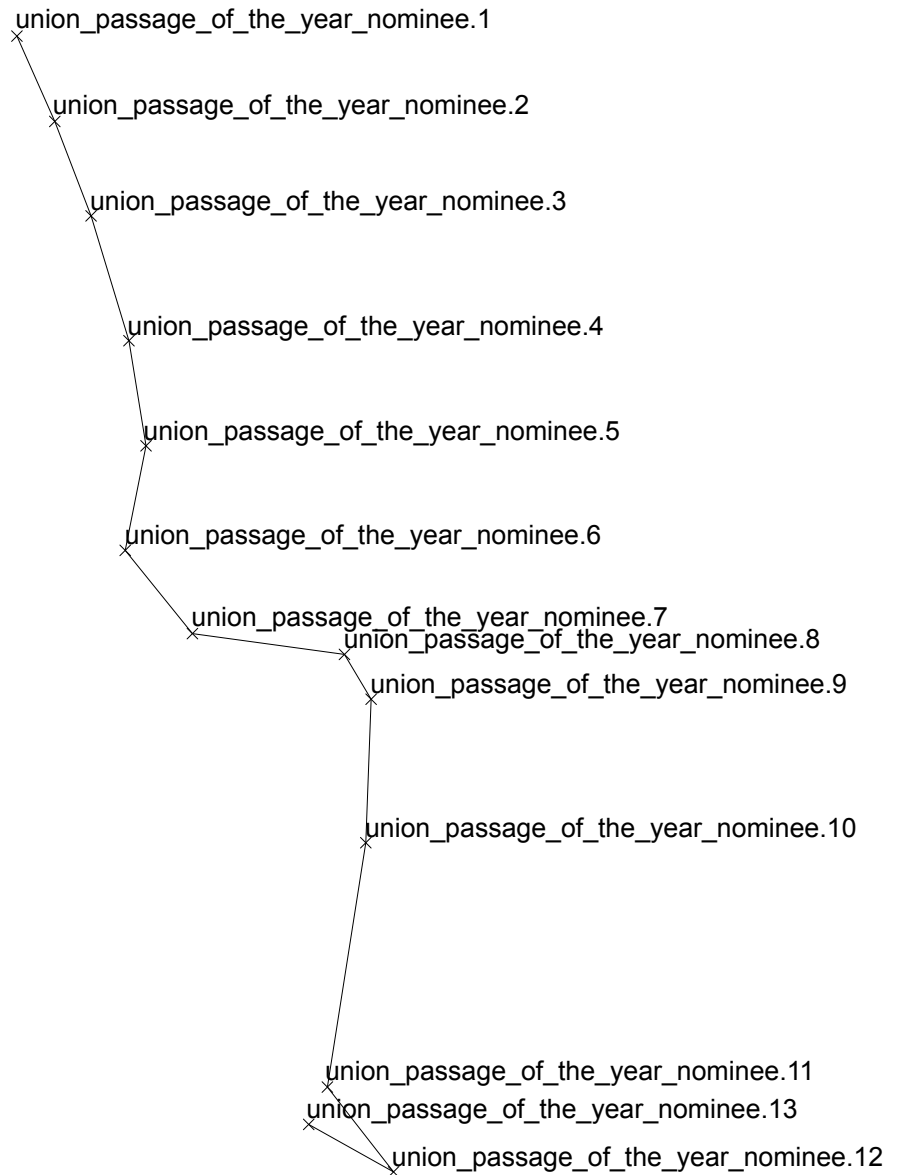 union_passage_of_the_year_nominee.1
union_passage_of_the_year_nominee.2
union_passage_of_the_year_nominee.3
union_passage_of_the_year_nominee.4
union_passage_of_the_year_nominee.5
union_passage_of_the_year_nominee.6
union_passage_of_the_year_nominee.7
union_passage_of_the_year_nominee.8
union_passage_of_the_year_nominee.9
union_passage_of_the_year_nominee.10
union_passage_of_the_year_nominee.11
union_passage_of_the_year_nominee.13
union_passage_of_the_year_nominee.12